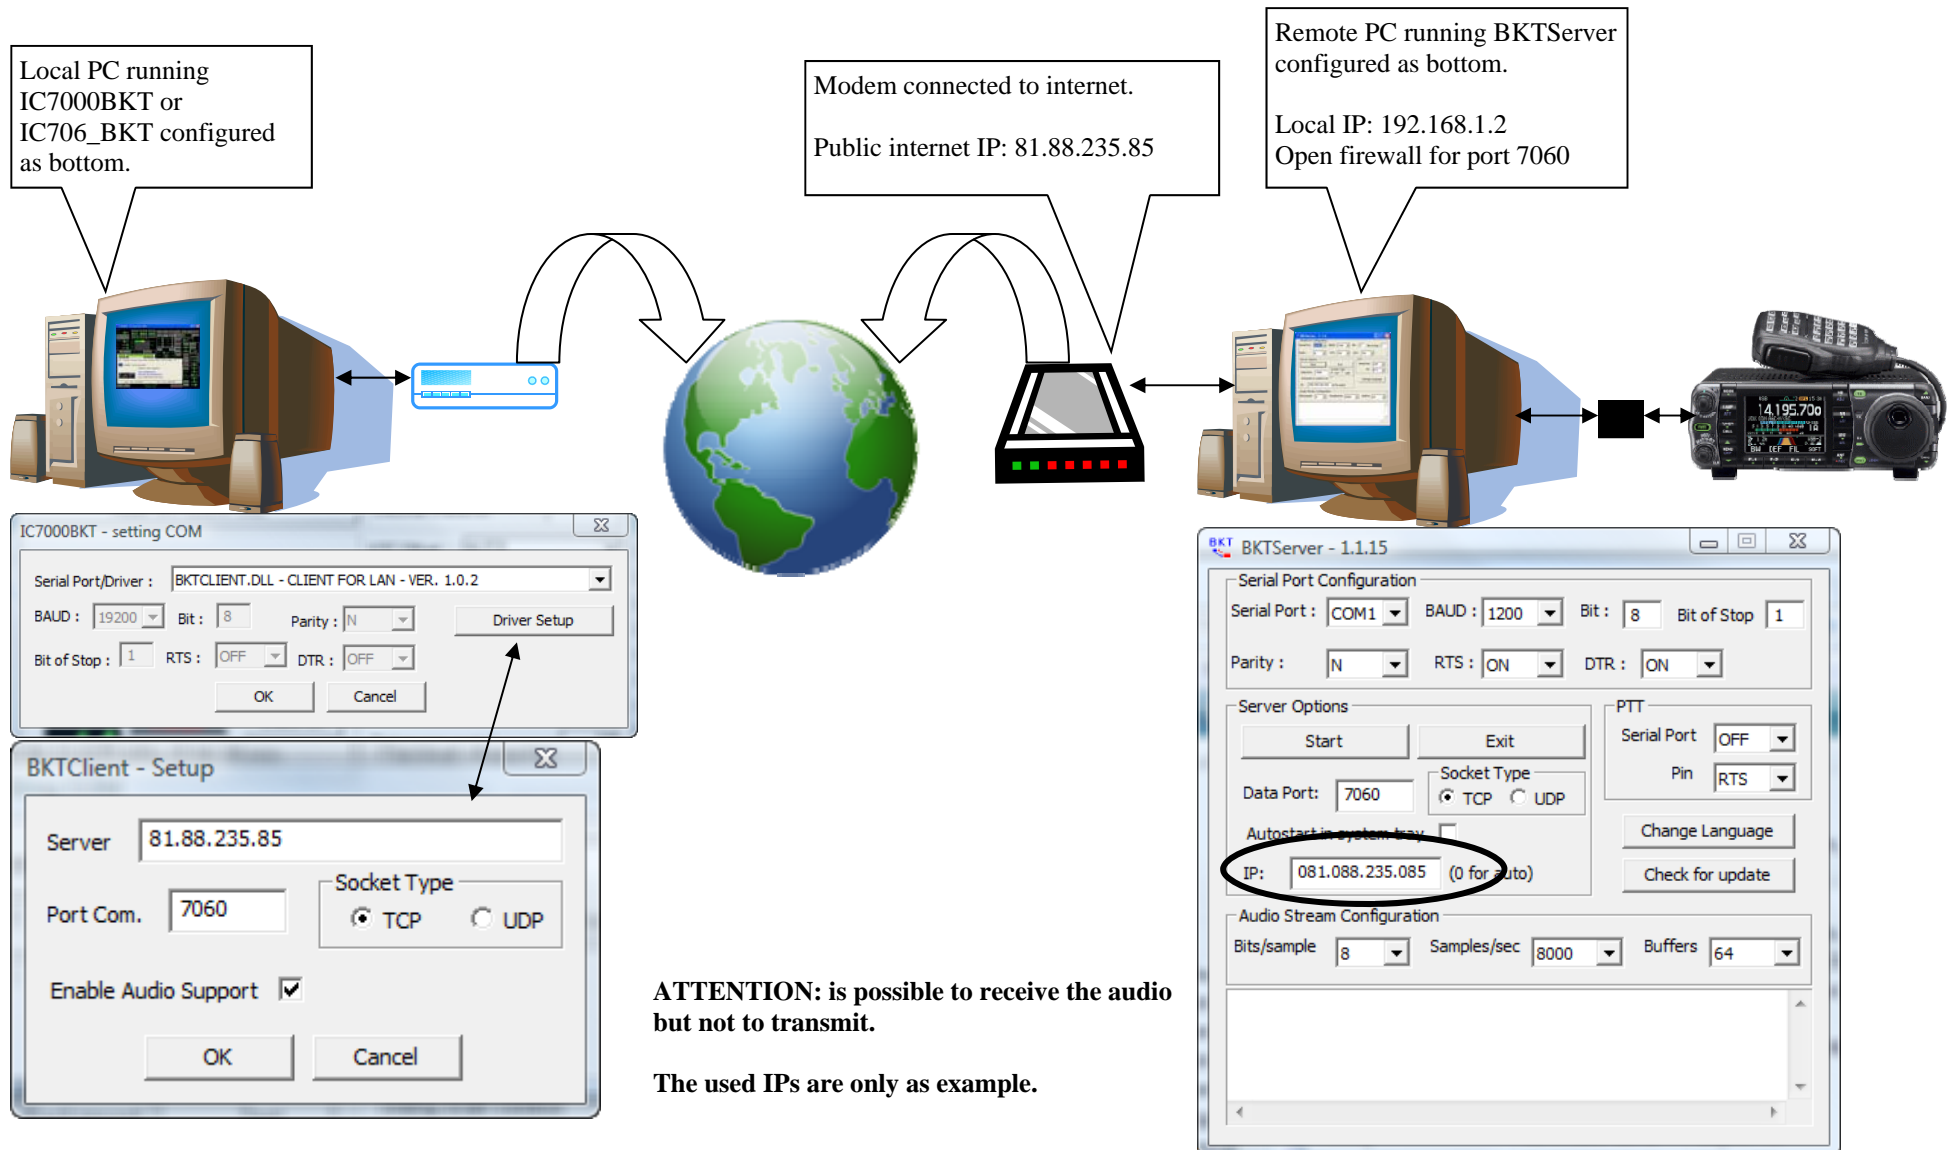 Local PC running
IC7000BKT or
IC706_BKT configured
as bottom.
Modem connected to internet.
Public internet IP: 81.88.235.85
Remote PC running BKTServer
configured as bottom.
Local IP: 192.168.1.2
Open firewall for port 7060
14.195.70
IC7000BKT - setting COM
Serial Port/Driver : BKTCLIENT.DLL - CLIENT FOR LAN - VER. 1.0.2
BAUD : 19200 Bit : 8 Parity : N Driver Setup
Bit of Stop : 1 RTS : OFF DTR : OFF
OK Cancel
BKTClient - Setup
Server 81.88.235.85
Port Com. 7060 Socket Type
TCP UDP
Enable Audio Support
OK Cancel
ATTENTION: is possible to receive the audio
but not to transmit.
The used IPs are only as example.
BKT BKTServer - 1.1.15
Serial Port Configuration
Serial Port : COM1 BAUD : 1200 Bit : 8 Bit of Stop 1
Parity : N RTS : ON DTR : ON
Server Options
Start Exit
Data Port: 7060 Socket Type
TCP UDP
Autostart in system tray
IP: 081.088.235.085 (0 for auto)
PTT
Serial Port OFF
Pin RTS
Change Language
Check for update
Audio Stream Configuration
Bits/sample 8 Samples/sec 8000 Buffers 64